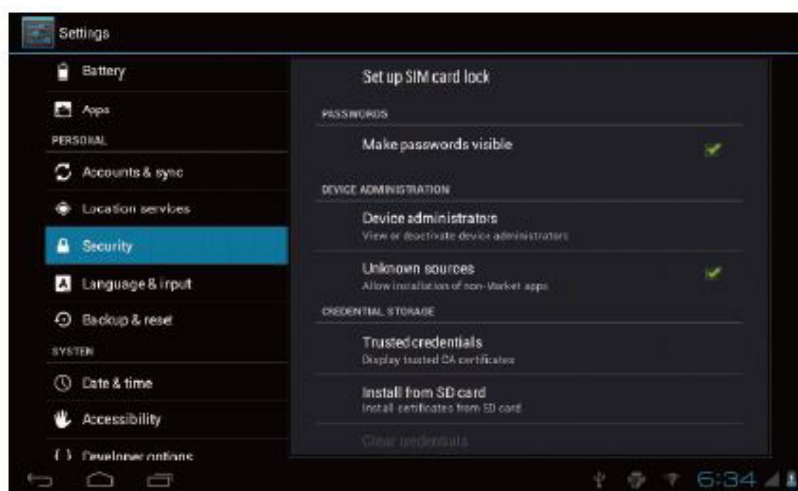 Settings
Battery
Apps
PERSONAL
Accounts & sync
Location services
Security
Language & input
Backup & reset
SYSTEM
Date & time
Accessibility
{ } Developer options
Set up SIM card lock
PASSWORDS
Make passwords visible
DEVICE ADMINISTRATION
Device administrators
View or deactivate device administrators
Unknown sources
Allow installation of non-Market apps
CREDENTIAL STORAGE
Trusted credentials
Display trusted CA certificates
Install from SD card
Install certificates from SD card
Clear credentials
6:34